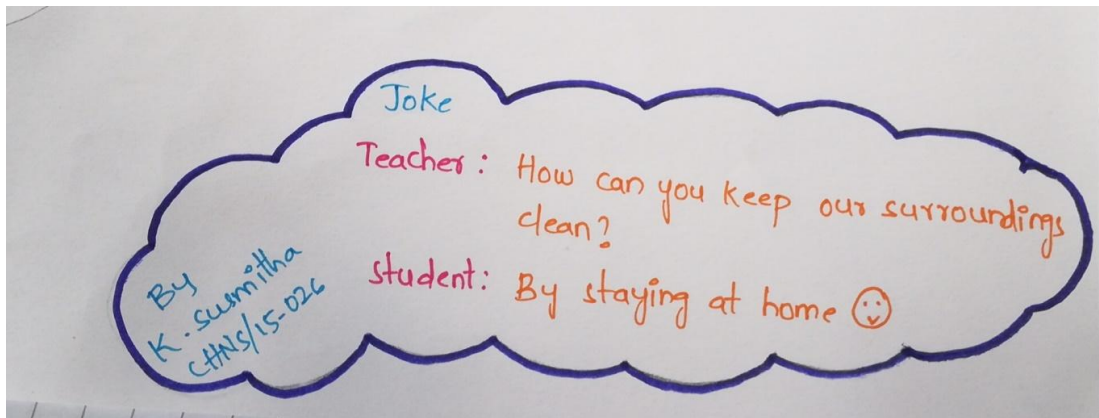 Joke
Teacher: How can you keep our surroundings
clean?
student: By staying at home ☺
By
K. susmitha
CHNS/15-026